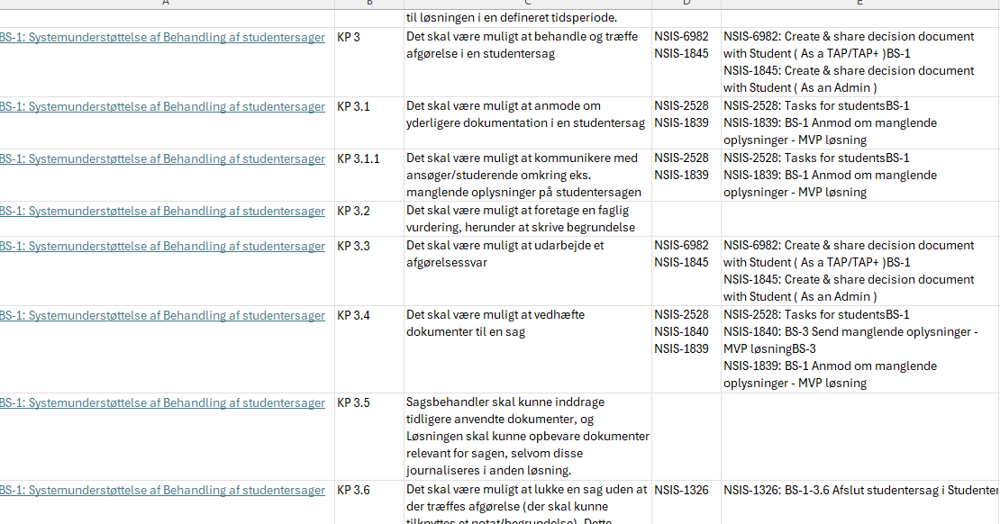 A B C D E
til løsningen i en defineret tidsperiode.
BS-1: Systemunderstøttelse af Behandling af studentersager
KP 3
Det skal være muligt at behandle og træffe
afgørelse i en studentersag
NSIS-6982
NSIS-1845
NSIS-6982: Create & share decision document
with Student ( As a TAP/TAP+ )BS-1
NSIS-1845: Create & share decision document
with Student ( As an Admin )
BS-1: Systemunderstøttelse af Behandling af studentersager
KP 3.1
Det skal være muligt at anmode om
yderligere dokumentation i en studentersag
NSIS-2528
NSIS-1839
NSIS-2528: Tasks for studentsBS-1
NSIS-1839: BS-1 Anmod om manglende
oplysninger - MVP løsning
BS-1: Systemunderstøttelse af Behandling af studentersager
KP 3.1.1
Det skal være muligt at kommunikere med
ansøger/studerende omkring eks.
manglende oplysninger på studentersagen
NSIS-2528
NSIS-1839
NSIS-2528: Tasks for studentsBS-1
NSIS-1839: BS-1 Anmod om manglende
oplysninger - MVP løsning
BS-1: Systemunderstøttelse af Behandling af studentersager
KP 3.2
Det skal være muligt at foretage en faglig
vurdering, herunder at skrive begrundelse
BS-1: Systemunderstøttelse af Behandling af studentersager
KP 3.3
Det skal være muligt at udarbejde et
afgørelsessvar
NSIS-6982
NSIS-1845
NSIS-6982: Create & share decision document
with Student ( As a TAP/TAP+ )BS-1
NSIS-1845: Create & share decision document
with Student ( As an Admin )
BS-1: Systemunderstøttelse af Behandling af studentersager
KP 3.4
Det skal være muligt at vedhæfte
dokumenter til en sag
NSIS-2528
NSIS-1840
NSIS-1839
NSIS-2528: Tasks for studentsBS-1
NSIS-1840: BS-3 Send manglende oplysninger -
MVP løsningBS-3
NSIS-1839: BS-1 Anmod om manglende
oplysninger - MVP løsning
BS-1: Systemunderstøttelse af Behandling af studentersager
KP 3.5
Sagsbehandler skal kunne inddrage
tidligere anvendte dokumenter, og
Løsningen skal kunne opbevare dokumenter
relevant for sagen, selvom disse
journaliseres i anden løsning.
BS-1: Systemunderstøttelse af Behandling af studentersager
KP 3.6
Det skal være muligt at lukke en sag uden at
der træffes afgørelse (der skal kunne
tilknyttes et notat/begrundelse). Dette
NSIS-1326
NSIS-1326: BS-1-3.6 Afslut studentersag i Studenter